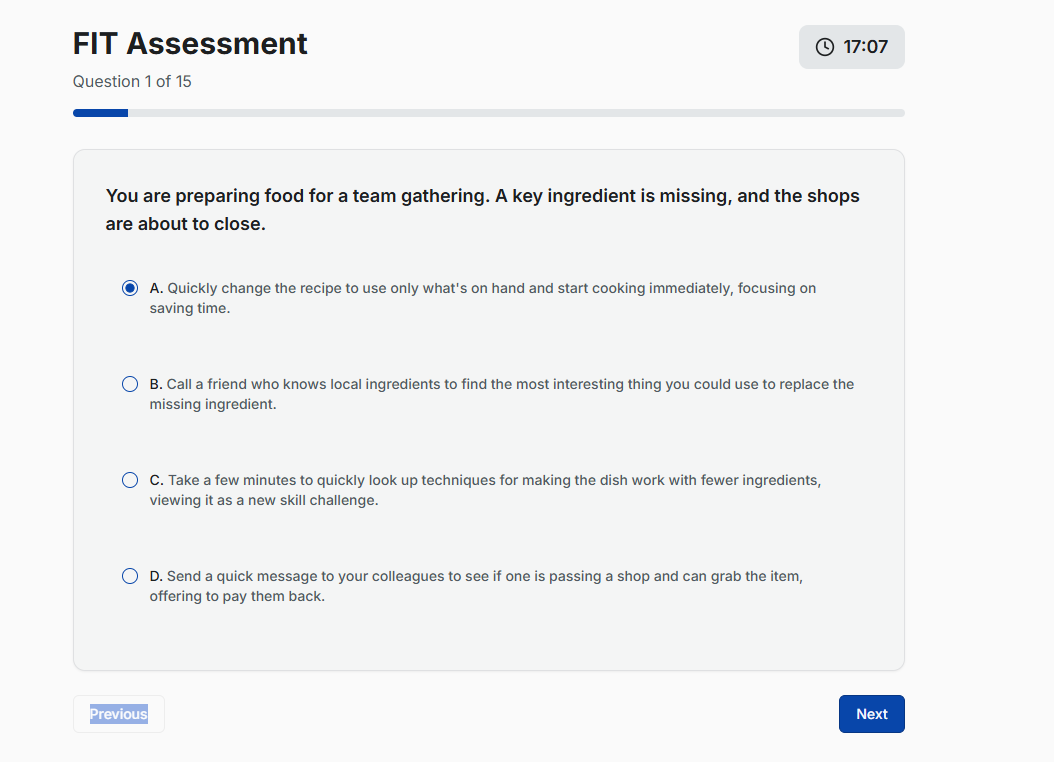 FIT Assessment
17:07
Question 1 of 15
You are preparing food for a team gathering. A key ingredient is missing, and the shops
are about to close.
A. Quickly change the recipe to use only what's on hand and start cooking immediately, focusing on
saving time.
B. Call a friend who knows local ingredients to find the most interesting thing you could use to replace the
missing ingredient.
C. Take a few minutes to quickly look up techniques for making the dish work with fewer ingredients,
viewing it as a new skill challenge.
D. Send a quick message to your colleagues to see if one is passing a shop and can grab the item,
offering to pay them back.
Previous
Next